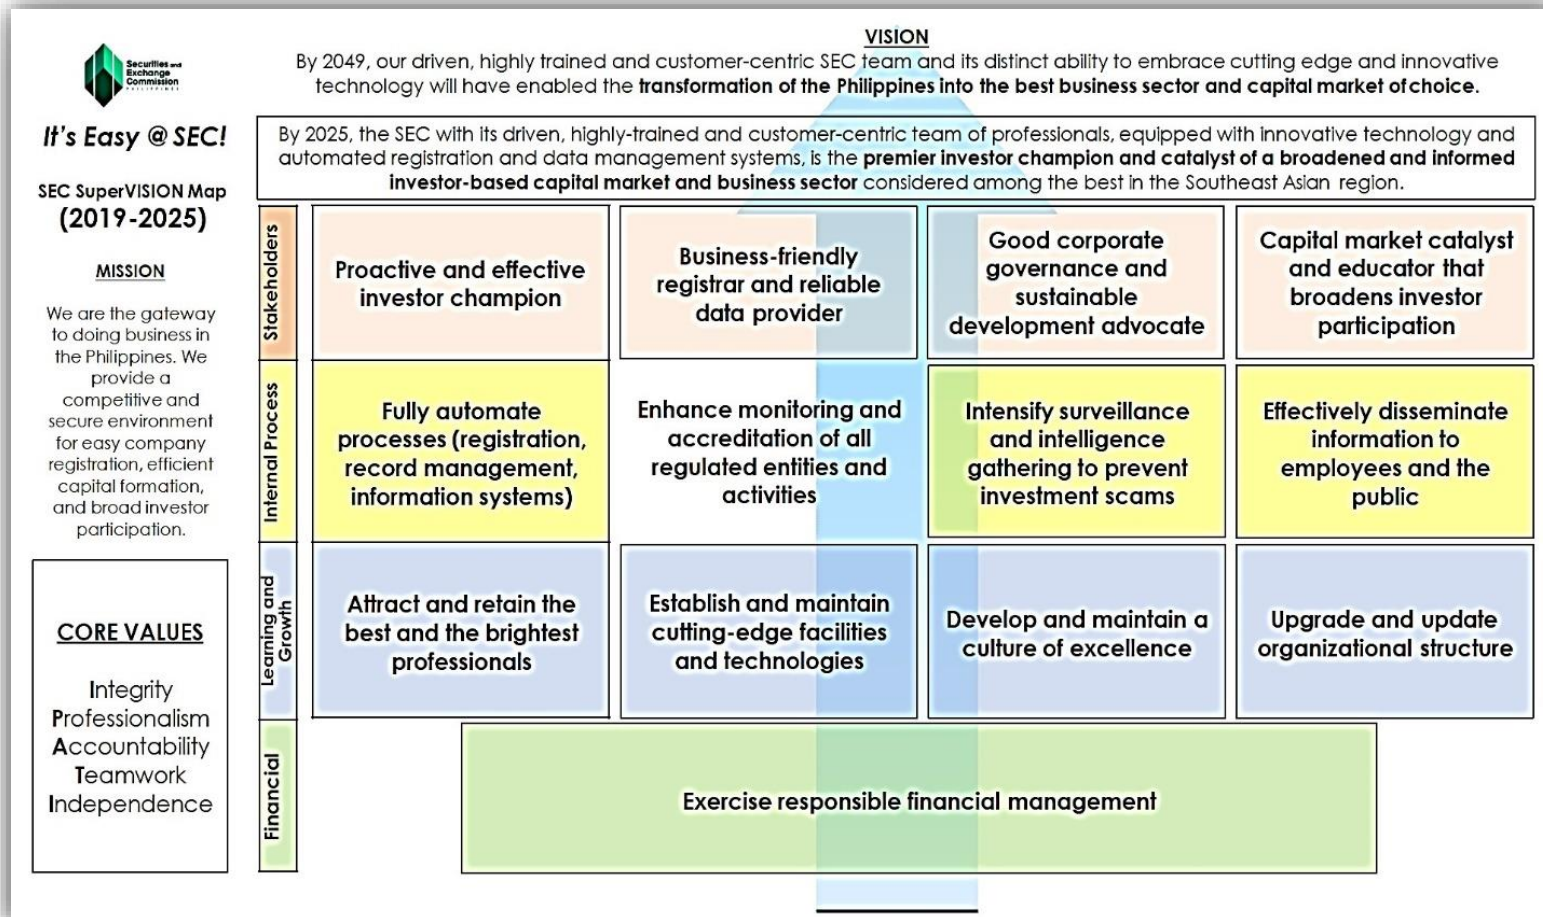 Securities and
Exchange
Commission
PHILIPPINES
It's Easy @ SEC!
SEC SuperVISION Map
(2019-2025)
MISSION
We are the gateway
to doing business in
the Philippines. We
provide a
competitive and
secure environment
for easy company
registration, efficient
capital formation,
and broad investor
participation.
CORE VALUES
Integrity
Professionalism
Accountability
Teamwork
Independence
VISION
By 2049, our driven, highly trained and customer-centric SEC team and its distinct ability to embrace cutting edge and innovative
technology will have enabled the transformation of the Philippines into the best business sector and capital market of choice.
By 2025, the SEC with its driven, highly-trained and customer-centric team of professionals, equipped with innovative technology and
automated registration and data management systems, is the premier investor champion and catalyst of a broadened and informed
investor-based capital market and business sector considered among the best in the Southeast Asian region.
Stakeholders
Proactive and effective
investor champion
Business-friendly
registrar and reliable
data provider
Good corporate
governance and
sustainable
development advocate
Capital market catalyst
and educator that
broadens investor
participation
Internal Process
Fully automate
processes (registration,
record management,
information systems)
Enhance monitoring and
accreditation of all
regulated entities and
activities
Intensify surveillance
and intelligence
gathering to prevent
investment scams
Effectively disseminate
information to
employees and the
public
Learning and
Growth
Attract and retain the
best and the brightest
professionals
Establish and maintain
cutting-edge facilities
and technologies
Develop and maintain a
culture of excellence
Upgrade and update
organizational structure
Financial
Exercise responsible financial management